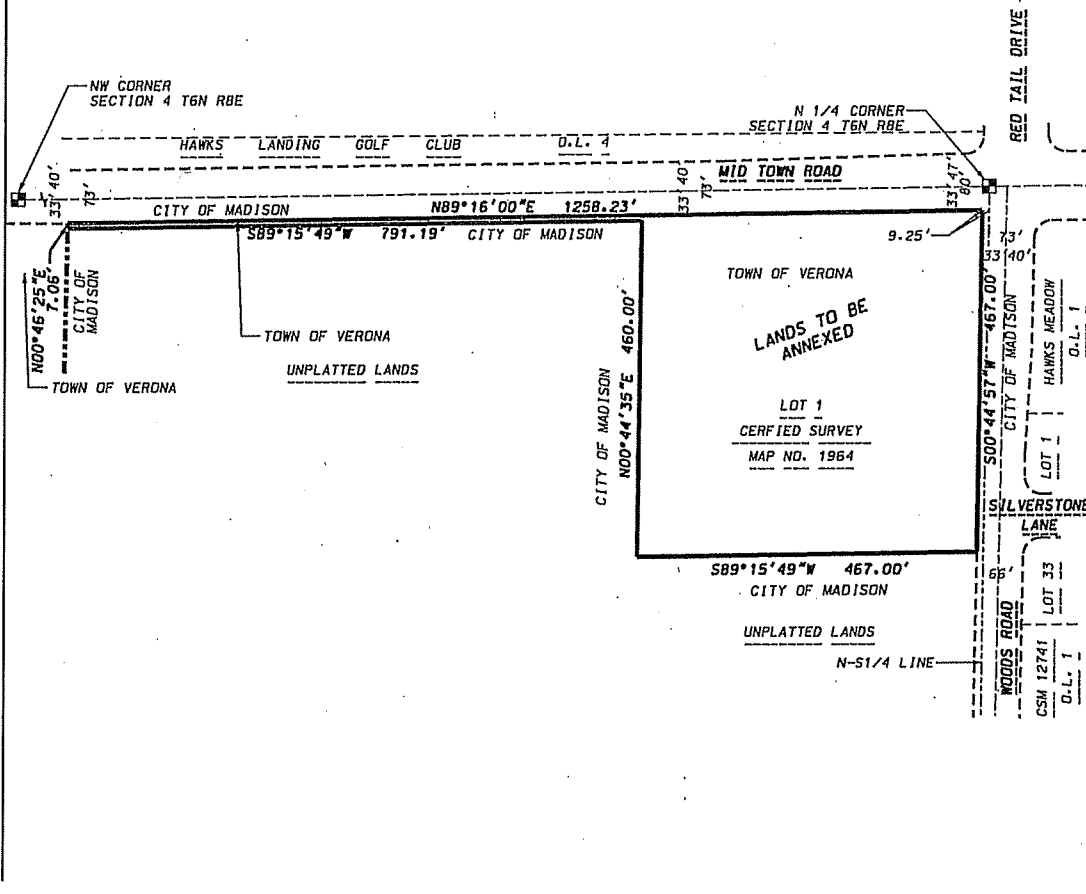 RED TAIL DRIVE
NW CORNER
SECTION 4 T6N R8E
N 1/4 CORNER
SECTION 4 T6N R8E
HAWKS LANDING GOLF CLUB O.L. 4
MID TOWN ROAD
33' 40'
73'
33' 40'
73'
33' 47'
80'
CITY OF MADISON N89°16'00"E 1258.23'
S89°15'49"W 791.19' CITY OF MADISON
9.25'
73'
33' 40'
N00°46'25"E
7.06'
CITY OF
MADISON
TOWN OF VERONA
TOWN OF VERONA
UNPLATTED LANDS
TOWN OF VERONA
LANDS TO BE
ANNEXED
LOT 1
CERFIED SURVEY
MAP NO. 1964
CITY OF MADISON
N00°44'35"E 460.00'
S00°44'57"W 467.00'
CITY OF MADISON
HAWKS MEADOW
O.L. 1
LOT 1
SILVERSTONE
LANE
S89°15'49"W 467.00'
CITY OF MADISON
66'
UNPLATTED LANDS
N-S1/4 LINE
WOODS ROAD
LOT 33
CSM 12741
O.L. 1